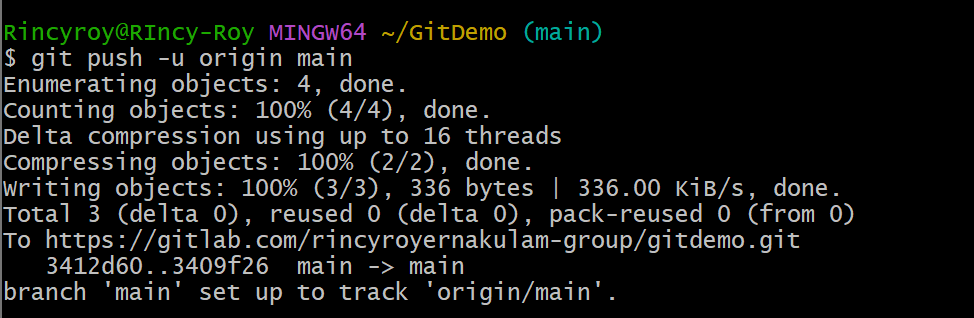 Rincyroy@RIncy-Roy MINGW64 ~/GitDemo (main)
$ git push -u origin main
Enumerating objects: 4, done.
Counting objects: 100% (4/4), done.
Delta compression using up to 16 threads
Compressing objects: 100% (2/2), done.
Writing objects: 100% (3/3), 336 bytes | 336.00 KiB/s, done.
Total 3 (delta 0), reused 0 (delta 0), pack-reused 0 (from 0)
To https://gitlab.com/rincyroyernakulam-group/gitdemo.git
   3412d60..3409f26  main -> main
branch 'main' set up to track 'origin/main'.